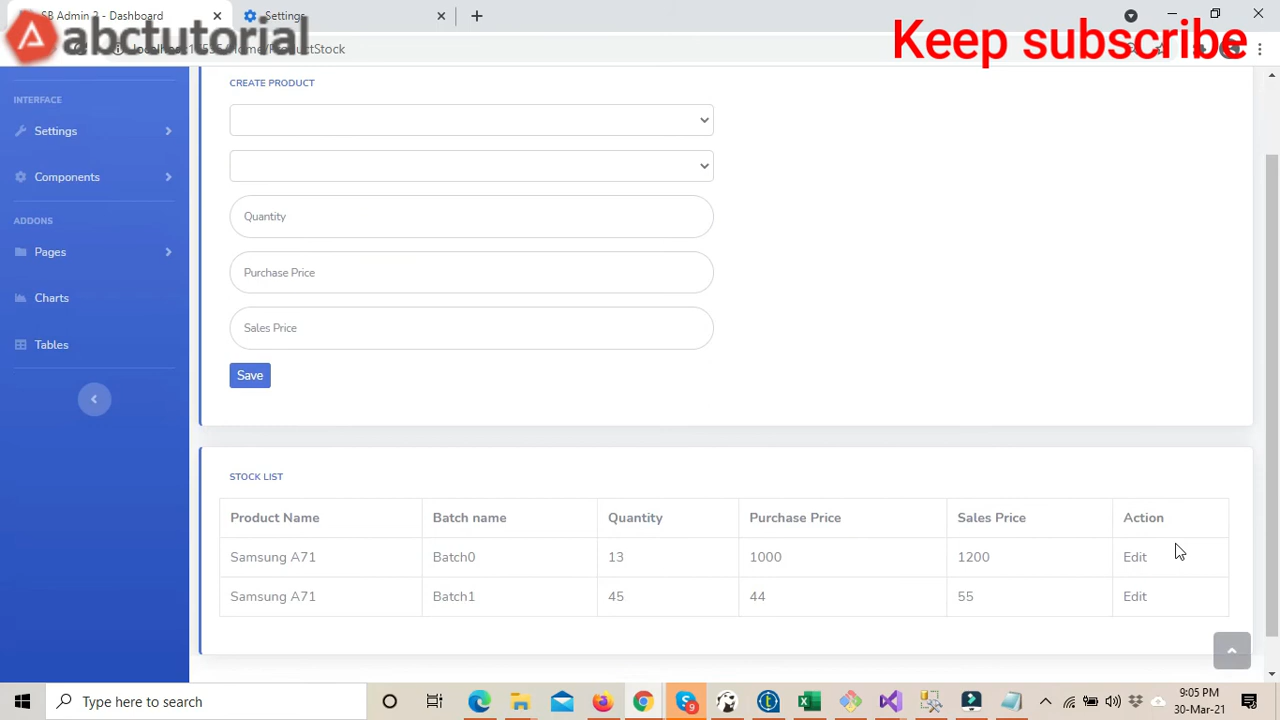 SB Admin 2 - Dashboard
Settings
abctutorial
/Home/ProductStock
Keep subscribe
INTERFACE
Settings
Components
ADDONS
Pages
Charts
Tables
CREATE PRODUCT
Quantity
Purchase Price
Sales Price
Save
STOCK LIST
Product Name Batch name Quantity Purchase Price Sales Price Action
Samsung A71 Batch0 13 1000 1200 Edit
Samsung A71 Batch1 45 44 55 Edit
Type here to search
9
9:05 PM
30-Mar-21